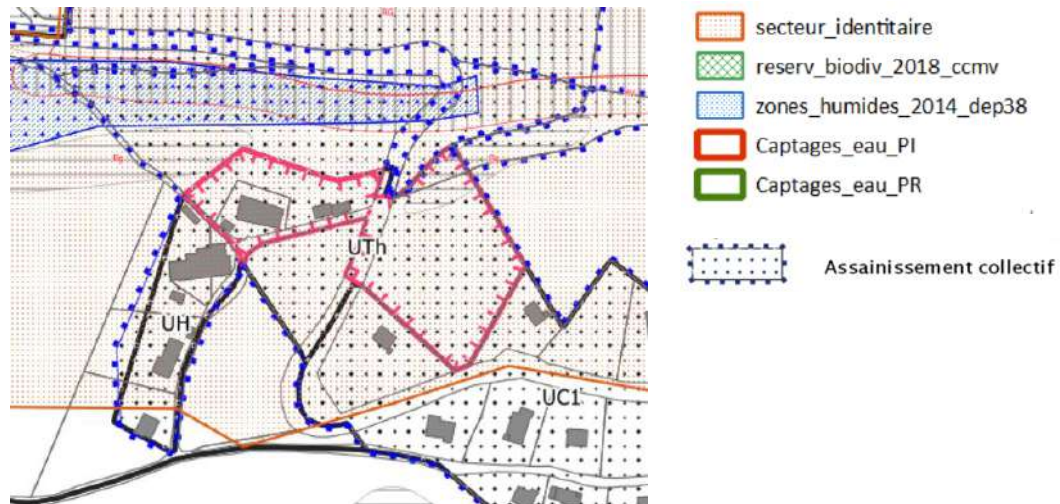 secteur_identitaire
reserv_biodiv_2018_ccmv
zones_humides_2014_dep38
Captages_eau_PI
Captages_eau_PR
Assainissement collectif
UTh
UH
UC1